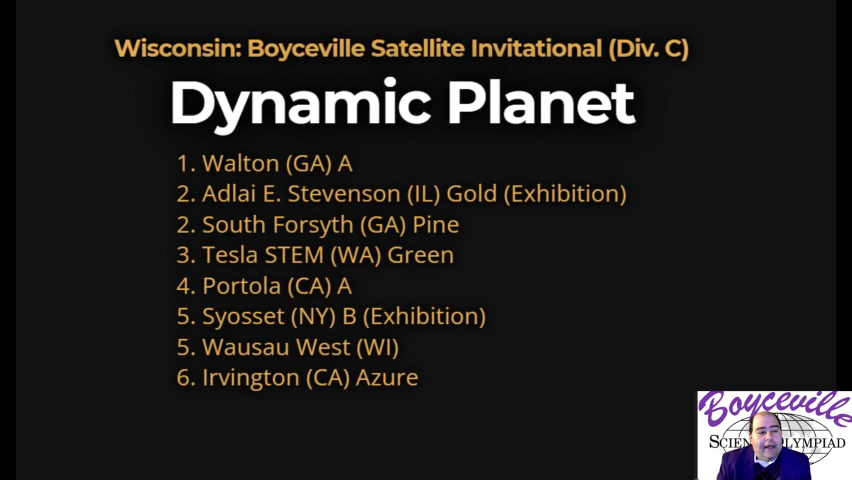 Wisconsin: Boyceville Satellite Invitational (Div. C)
Dynamic Planet
1. Walton (GA) A
2. Adlai E. Stevenson (IL) Gold (Exhibition)
2. South Forsyth (GA) Pine
3. Tesla STEM (WA) Green
4. Portola (CA) A
5. Syosset (NY) B (Exhibition)
5. Wausau West (WI)
6. Irvington (CA) Azure
Boyceville